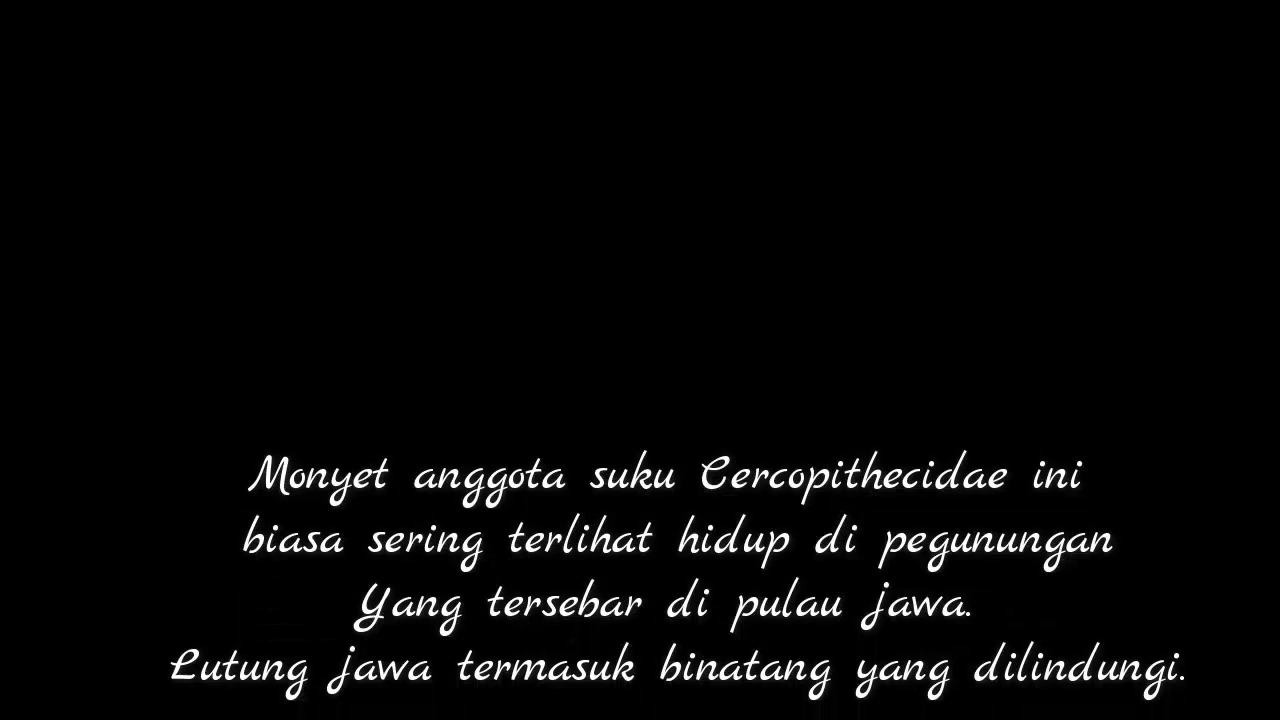 Monyet anggota suku Cercopithecidae ini
biasa sering terlihat hidup di pegunungan
Yang tersebar di pulau jawa.
Lutung jawa termasuk binatang yang dilindungi.